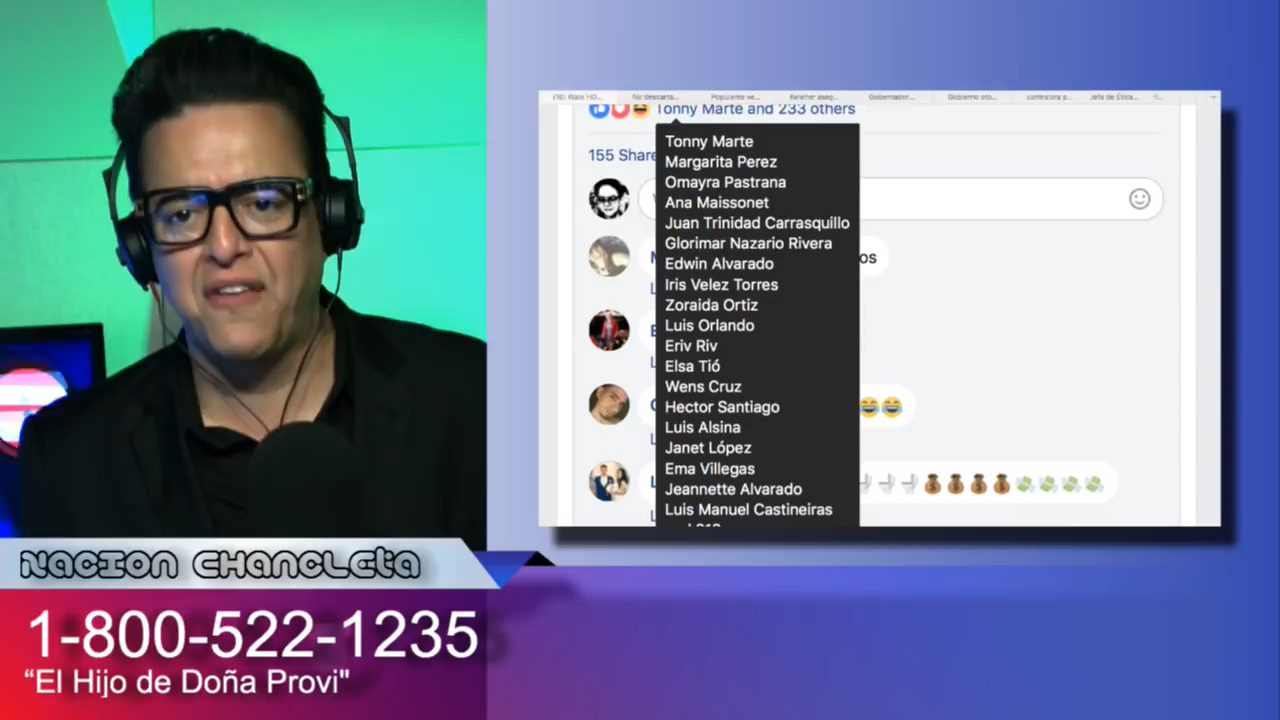 Tonny Marte and 233 others
Tonny Marte
155 Share
Margarita Perez
Omayra Pastrana
Ana Maissonet
Juan Trinidad Carrasquillo
Glorimar Nazario Rivera
Edwin Alvarado
os
Iris Velez Torres
Zoraida Ortiz
Luis Orlando
Eriv Riv
Elsa Tió
Wens Cruz
Hector Santiago
Luis Alsina
Janet López
Ema Villegas
Jeannette Alvarado
Luis Manuel Castineiras
NACION CHANCLETA
1-800-522-1235
“El Hijo de Doña Provi"